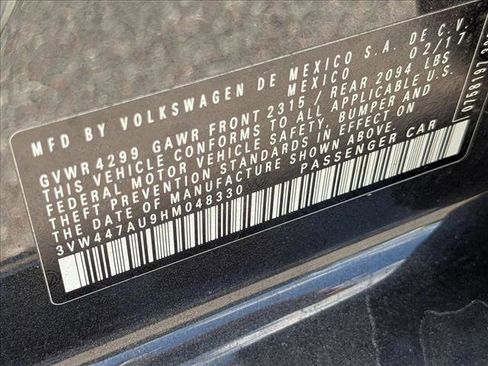 MFD BY VOLKSWAGEN DE MEXICO S.A. DE C.V.
MEXICO 02/17
GVWR 4299 GAWR FRONT 2315 / REAR 2094 LBS
THIS VEHICLE CONFORMS TO ALL APPLICABLE U.S.
FEDERAL MOTOR VEHICLE SAFETY, BUMPER AND
THEFT PREVENTION STANDARDS IN EFFECT ON
THE DATE OF MANUFACTURE SHOWN ABOVE.
3VW447AU9HM048330 PASSENGER CAR